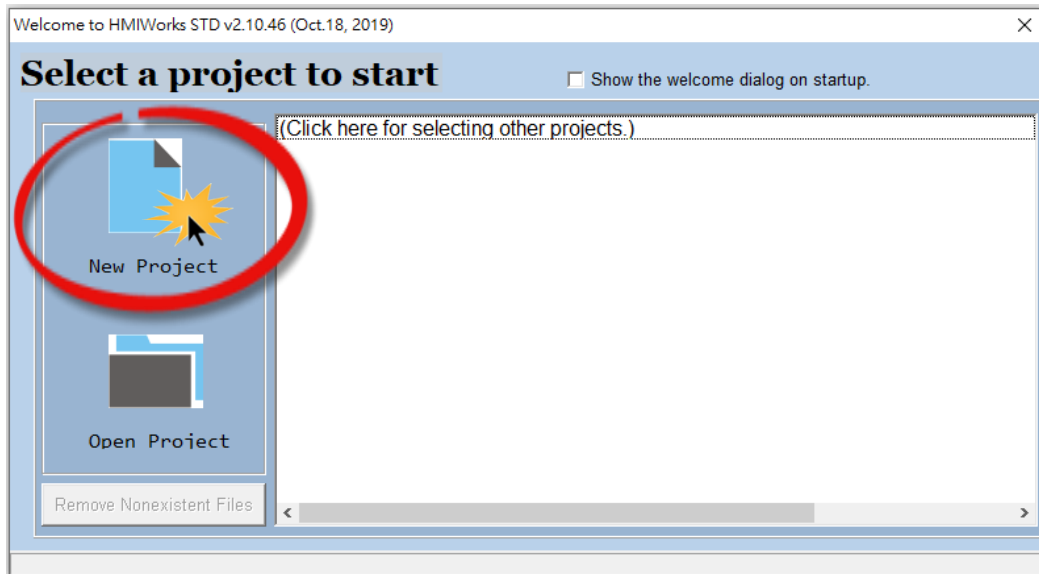 Welcome to HMIWorks STD v2.10.46 (Oct.18, 2019)
Select a project to start
Show the welcome dialog on startup.
(Click here for selecting other projects.)
New Project
Open Project
Remove Nonexistent Files